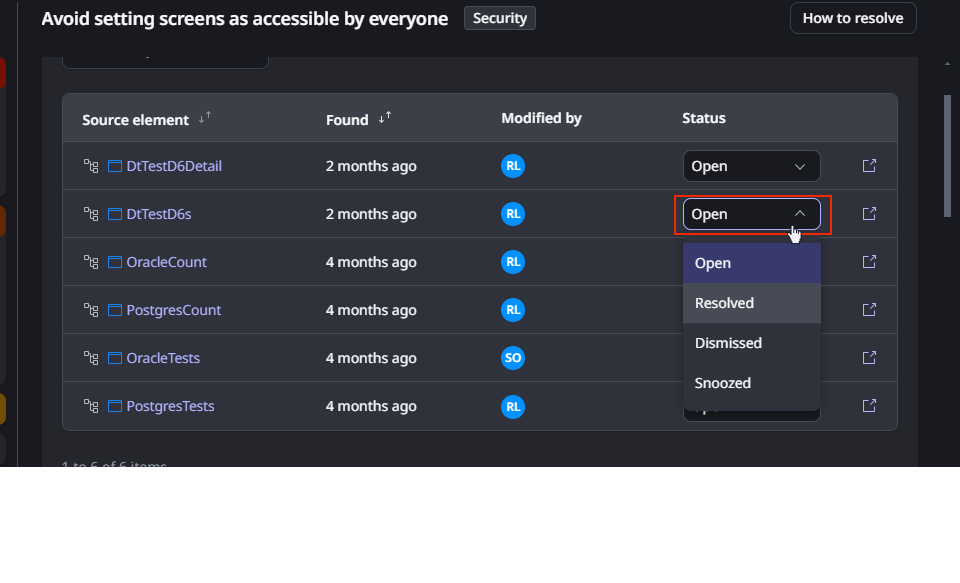 Avoid setting screens as accessible by everyone Security How to resolve
Source element Found Modified by Status
DtTestD6Detail 2 months ago RL Open
DtTestD6s 2 months ago RL Open
OracleCount 4 months ago RL Open
PostgresCount 4 months ago RL Resolved
OracleTests 4 months ago SO Dismissed
Snoozed
PostgresTests 4 months ago RL
1 to 6 of 6 items